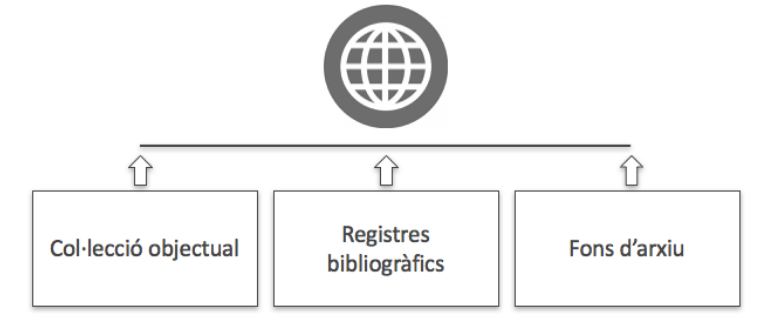 Col·lecció objectual
Registres
bibliogràfics
Fons d’arxiu